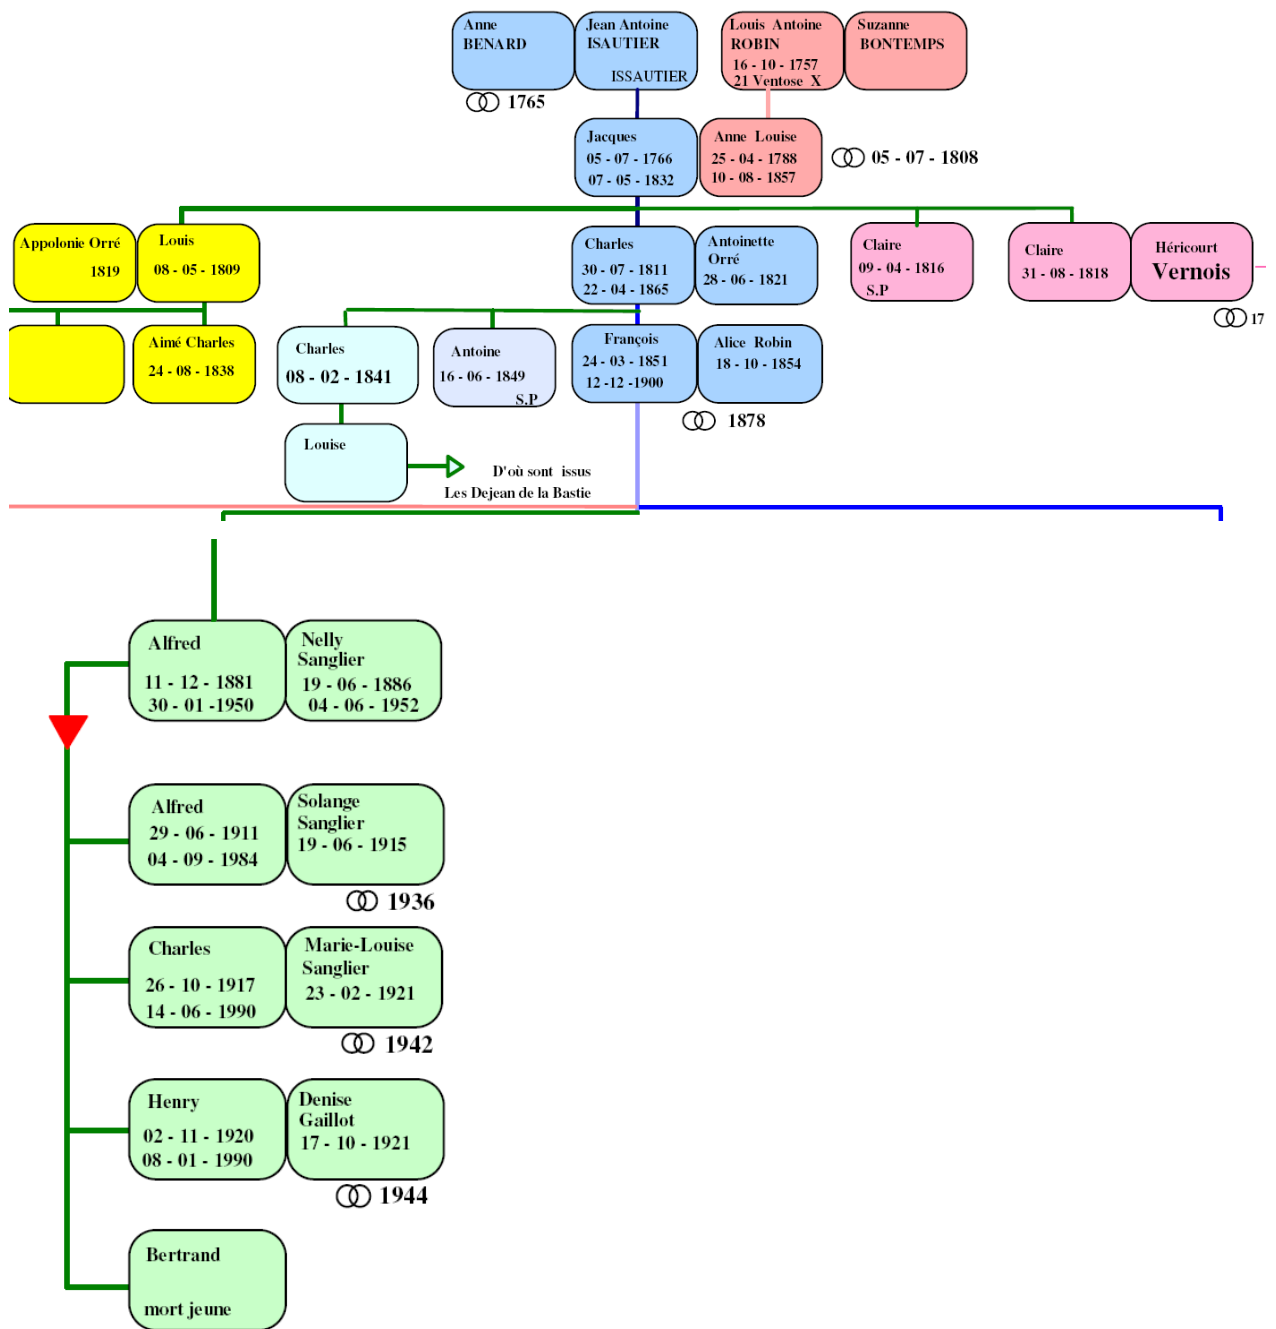 Anne
BENARD
Jean Antoine
ISAUTIER
ISSAUTIER
Louis Antoine
ROBIN
16 - 10 - 1757
21 Ventose X
Suzanne
BONTEMPS
1765
Jacques
05 - 07 - 1766
07 - 05 - 1832
Anne Louise
25 - 04 - 1788
10 - 08 - 1857
05 - 07 - 1808
Appolonie Orré
1819
Louis
08 - 05 - 1809
Charles
30 - 07 - 1811
22 - 04 - 1865
Antoinette
Orré
28 - 06 - 1821
Claire
09 - 04 - 1816
S.P
Claire
31 - 08 - 1818
Héricourt
Vernois
17
Aimé Charles
24 - 08 - 1838
Charles
08 - 02 - 1841
Antoine
16 - 06 - 1849
S.P
François
24 - 03 - 1851
12 -12 -1900
Alice Robin
18 - 10 - 1854
1878
Louise
D'où sont issus
Les Dejean de la Bastie
Alfred
11 - 12 - 1881
30 - 01 -1950
Nelly
Sanglier
19 - 06 - 1886
04 - 06 - 1952
Alfred
29 - 06 - 1911
04 - 09 - 1984
Solange
Sanglier
19 - 06 - 1915
1936
Charles
26 - 10 - 1917
14 - 06 - 1990
Marie-Louise
Sanglier
23 - 02 - 1921
1942
Henry
02 - 11 - 1920
08 - 01 - 1990
Denise
Gaillot
17 - 10 - 1921
1944
Bertrand
mort jeune